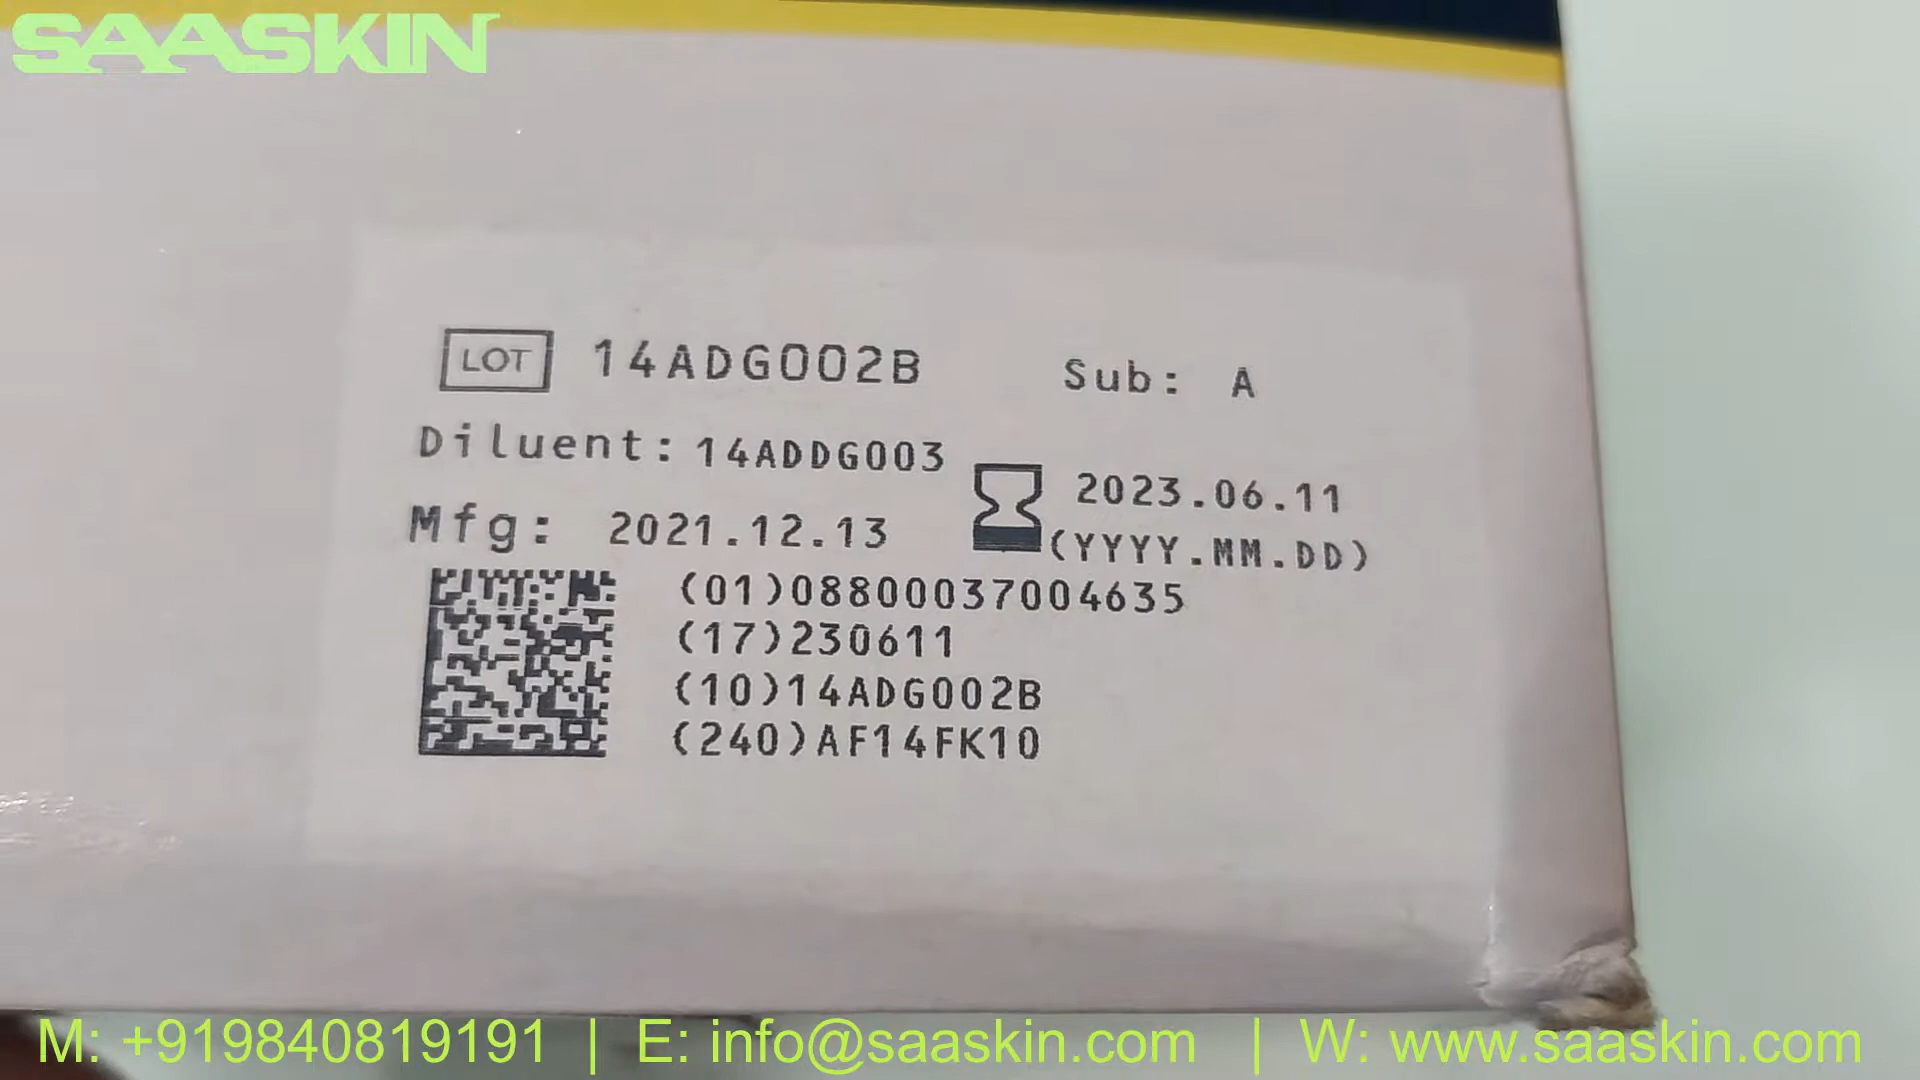 SAASKIN
LOT 14ADG002B Sub: A
Diluent: 14ADDG003
2023.06.11
Mfg: 2021.12.13
(YYYY.MM.DD)
(01)08800037004635
(17)230611
(10)14ADG002B
(240)AF14FK10
M: +919840819191 | E: info@saaskin.com | W: www.saaskin.com